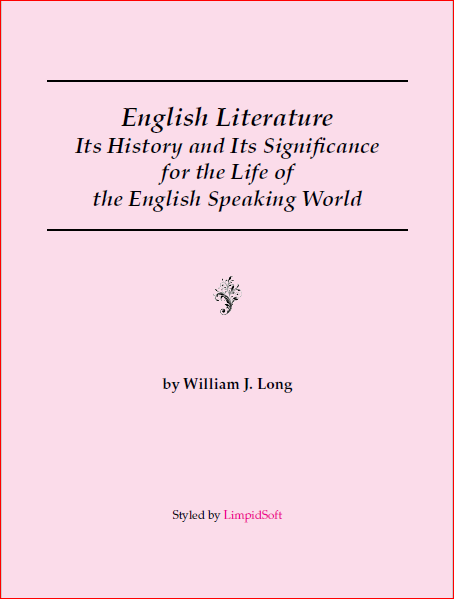 English Literature
Its History and Its Significance
for the Life of
the English Speaking World
by William J. Long
Styled by LimpidSoft